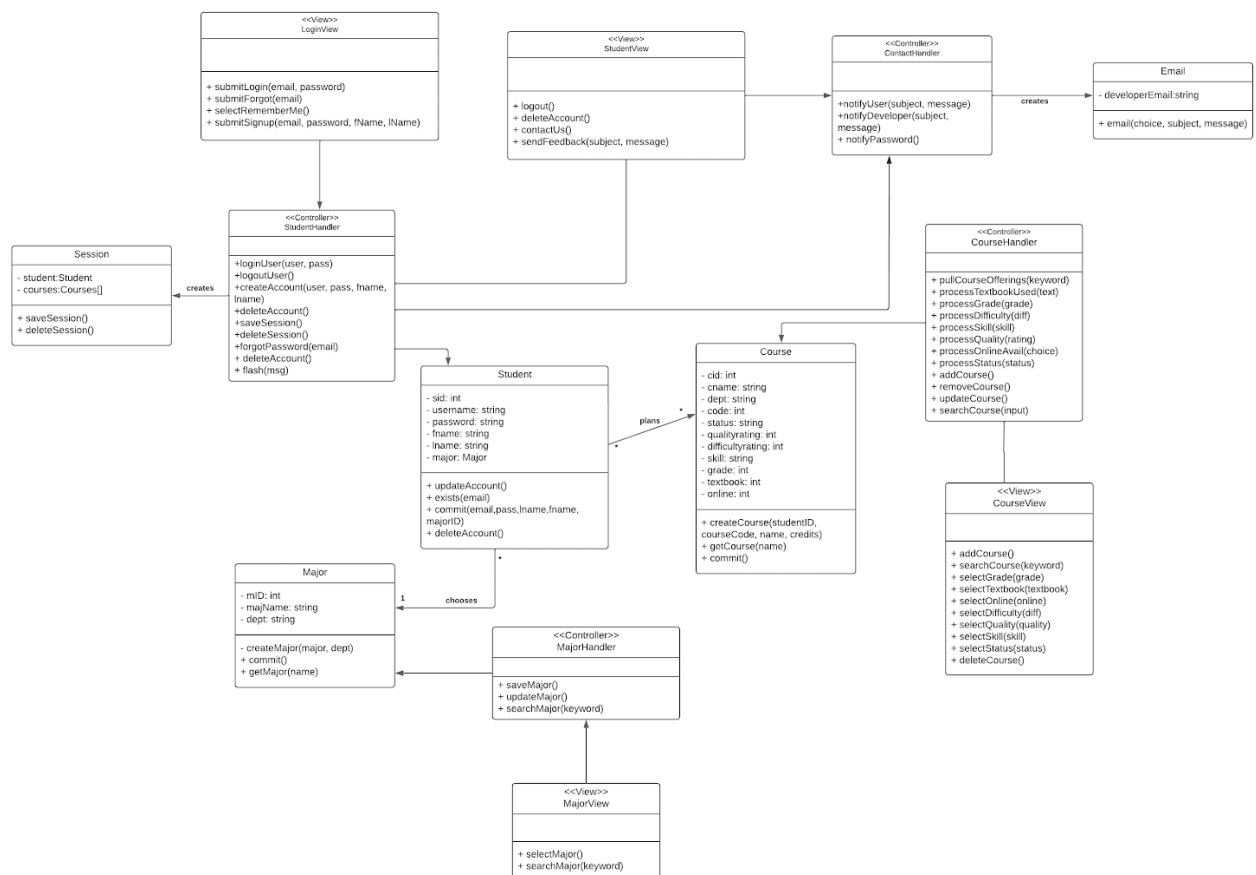 <<View>>
LoginView
+ submitLogin(email, password)
+ submitForgot(email)
+ selectRememberMe()
+ submitSignup(email, password, fName, lName)
<<View>>
StudentView
+ logout()
+ deleteAccount()
+ contactUs()
+ sendFeedback(subject, message)
<<Controller>>
ContactHandler
+notifyUser(subject, message)
+notifyDeveloper(subject,
message)
+ notifyPassword()
creates
Email
- developerEmail:string
+ email(choice, subject, message)
<<Controller>>
StudentHandler
+loginUser(user, pass)
+logoutUser()
+createAccount(user, pass, fname,
lname)
+deleteAccount()
+saveSession()
+deleteSession()
+forgotPassword(email)
+ deleteAccount()
+ flash(msg)
creates
Session
- student:Student
- courses:Courses[]
+ saveSession()
+ deleteSession()
<<Controller>>
CourseHandler
+ pullCourseOfferings(keyword)
+ processTextbookUsed(text)
+ processGrade(grade)
+ processDifficulty(diff)
+ processSkill(skill)
+ processQuality(rating)
+ processOnlineAvail(choice)
+ processStatus(status)
+ addCourse()
+ removeCourse()
+ updateCourse()
+ searchCourse(input)
Student
- sid: int
- username: string
- password: string
- fname: string
- lname: string
- major: Major
+ updateAccount()
+ exists(email)
+ commit(email,pass,lname,fname,
majorID)
+ deleteAccount()
* plans *
Course
- cid: int
- cname: string
- dept: string
- code: int
- status: string
- qualityrating: int
- difficultyrating: int
- skill: string
- grade: int
- textbook: int
- online: int
+ createCourse(studentID,
courseCode, name, credits)
+ getCourse(name)
+ commit()
<<View>>
CourseView
+ addCourse()
+ searchCourse(keyword)
+ selectGrade(grade)
+ selectTextbook(textbook)
+ selectOnline(online)
+ selectDifficulty(diff)
+ selectQuality(quality)
+ selectSkill(skill)
+ selectStatus(status)
+ deleteCourse()
*
1 chooses
Major
- mID: int
- majName: string
- dept: string
- createMajor(major, dept)
+ commit()
+ getMajor(name)
<<Controller>>
MajorHandler
+ saveMajor()
+ updateMajor()
+ searchMajor(keyword)
<<View>>
MajorView
+ selectMajor()
+ searchMajor(keyword)